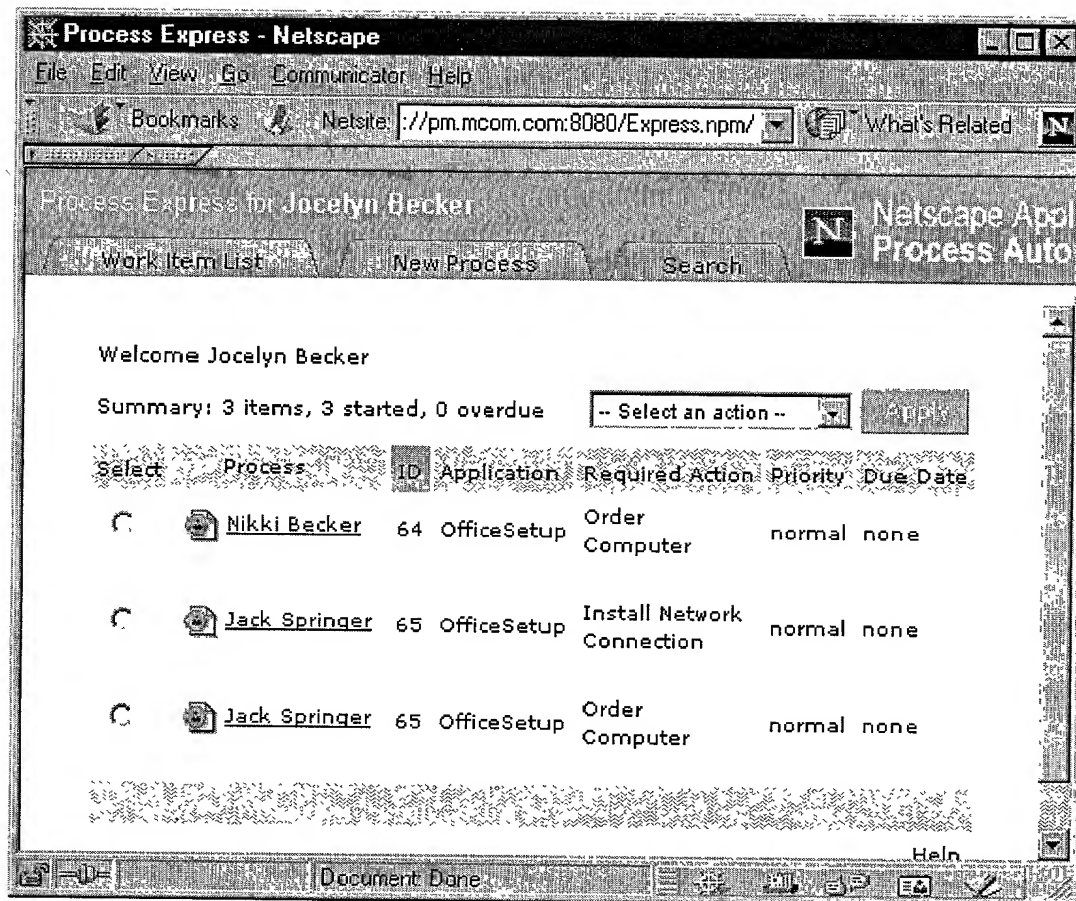 Process Express - Netscape
File Edit View Go Communicator Help
Bookmarks Netsite: ://pm.mcom.com:8080/Express.npm/ What's Related N
Process Express for Jocelyn Becker
N Netscape Appl
Process Auto
Work Item List New Process Search
Welcome Jocelyn Becker
Summary: 3 items, 3 started, 0 overdue -- Select an action -- Apply
Select Process ID Application Required Action Priority Due Date
Nikki Becker 64 OfficeSetup Order Computer normal none
Jack Springer 65 OfficeSetup Install Network Connection normal none
Jack Springer 65 OfficeSetup Order Computer normal none
Help
Document: Done